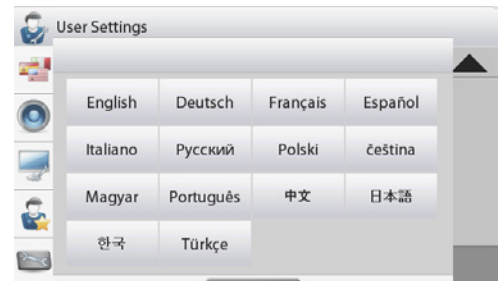 User Settings
English Deutsch Français Español
Italiano Русский Polski čeština
Magyar Português 中文 日本語
한국 Türkçe